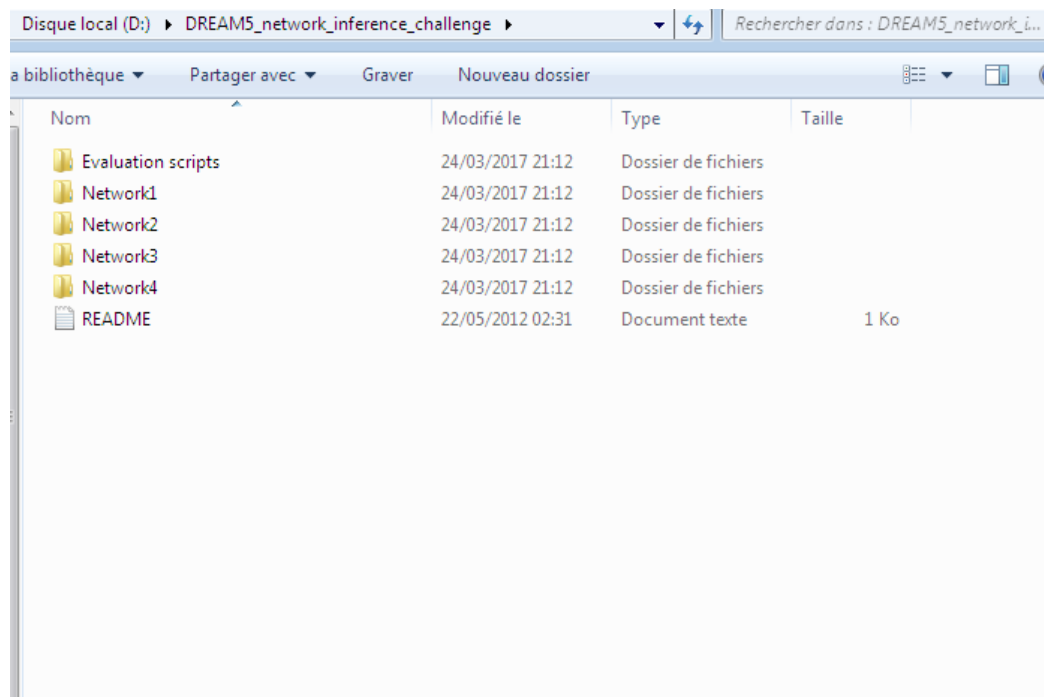 Disque local (D:) ▸ DREAM5_network_inference_challenge ▸ Rechercher dans : DREAM5_network_i...
a bibliothèque ▾ Partager avec ▾ Graver Nouveau dossier
Nom Modifié le Type Taille
Evaluation scripts 24/03/2017 21:12 Dossier de fichiers
Network1 24/03/2017 21:12 Dossier de fichiers
Network2 24/03/2017 21:12 Dossier de fichiers
Network3 24/03/2017 21:12 Dossier de fichiers
Network4 24/03/2017 21:12 Dossier de fichiers
README 22/05/2012 02:31 Document texte 1 Ko